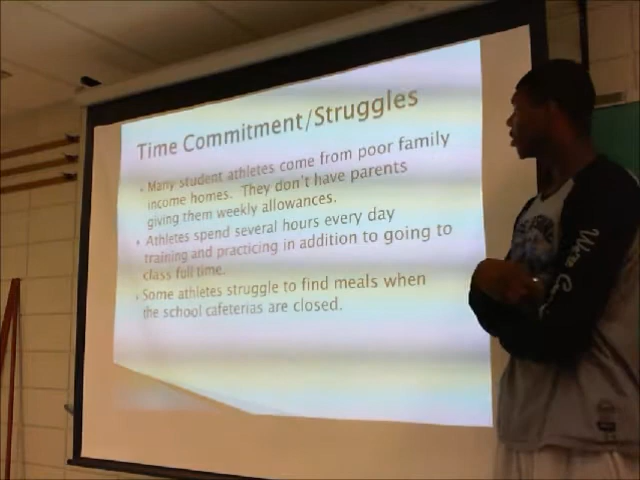 Time Commitment/Struggles
Many student athletes come from poor family
income homes. They don't have parents
giving them weekly allowances.
Athletes spend several hours every day
training and practicing in addition to going to
class full time.
Some athletes struggle to find meals when
the school cafeterias are closed.